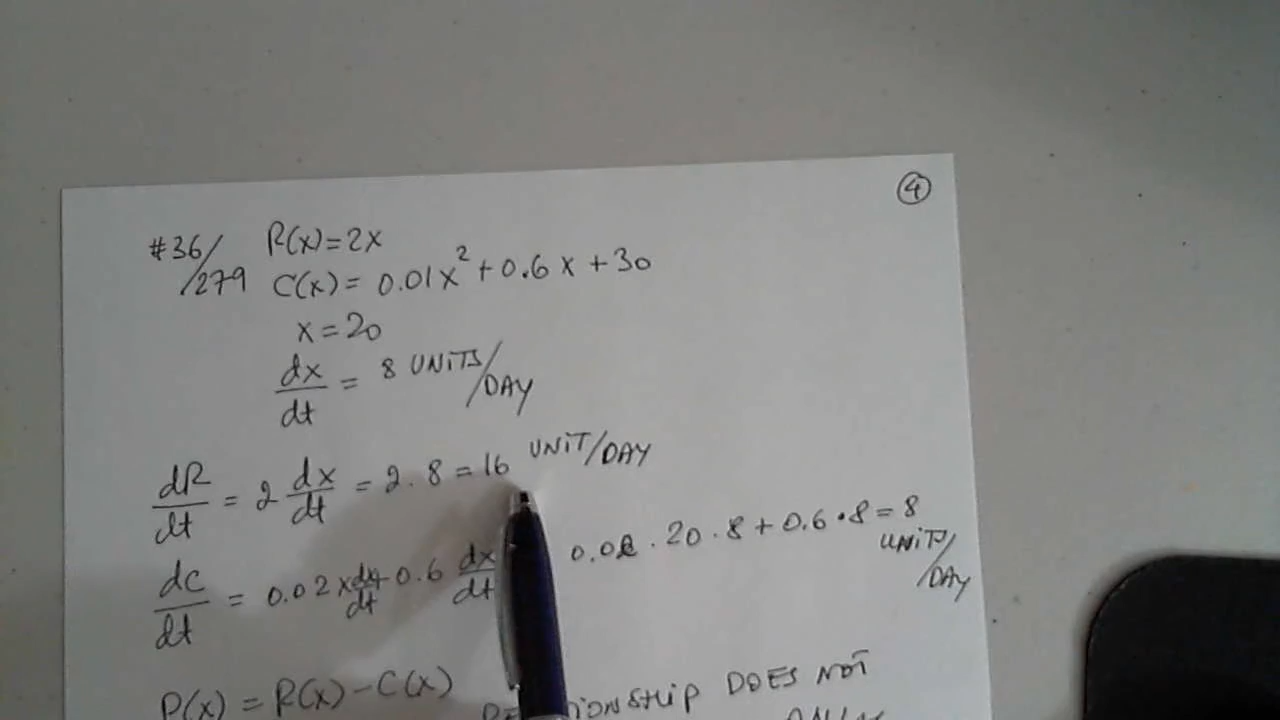 ④
#36/279 R(x)=2x
C(x)= 0.01x²+0.6x+30
x=20
dx/dt = 8 UNITS/DAY
dR/dt = 2 dx/dt = 2.8 = 16 UNIT/DAY
dC/dt = 0.02x dx/dt + 0.6 dx/dt 0.02 . 20 . 8 + 0.6 • 8 = 8 UNITS/DAY
P(x) = R(x)-C(x)
DOES NOT